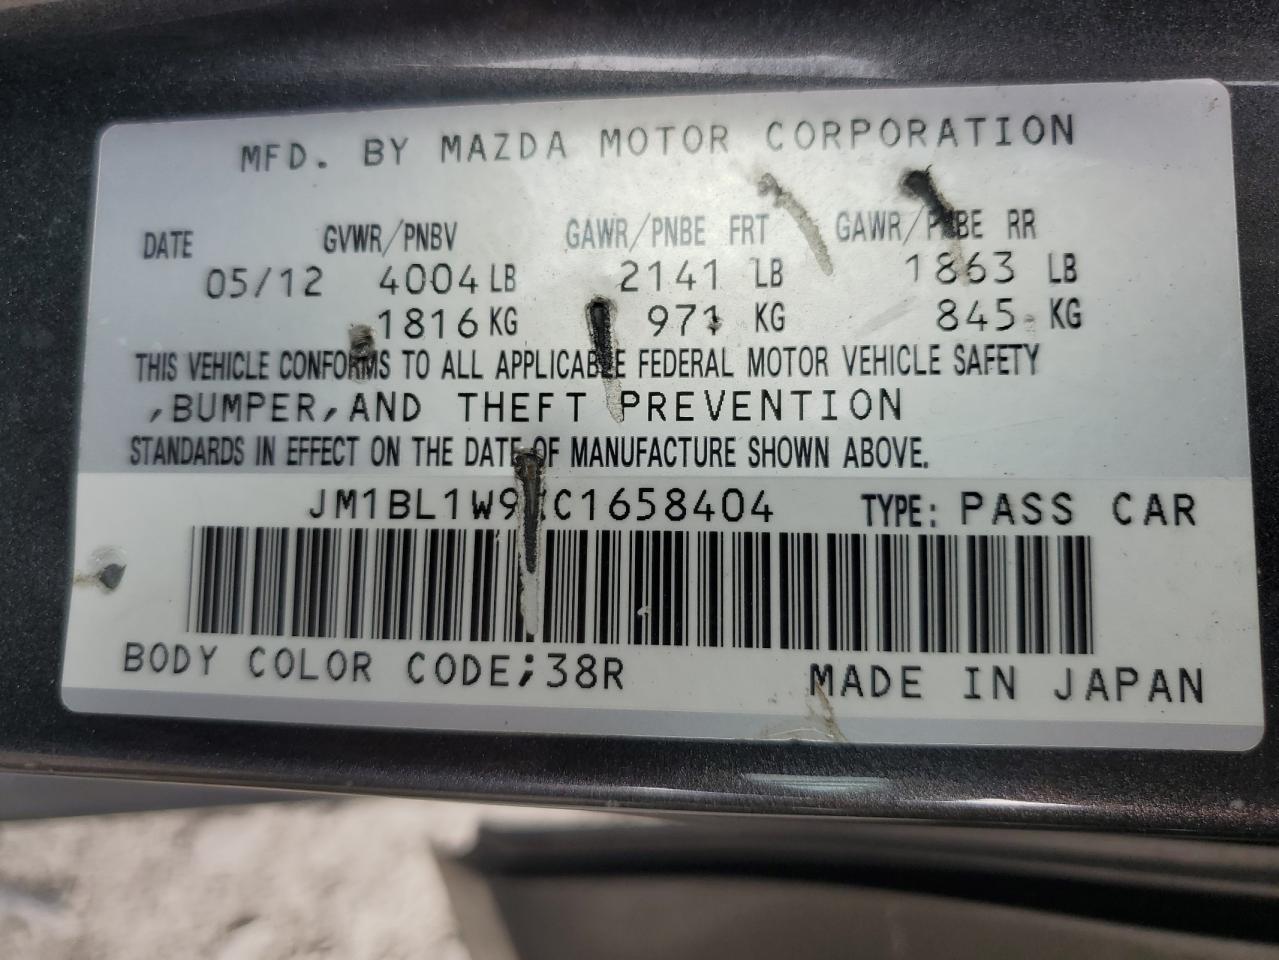 MFD. BY MAZDA MOTOR CORPORATION
DATE GVWR/PNBV GAWR/PNBE FRT GAWR/PNBE RR
05/12 4004 LB 2141 LB 1863 LB
1816 KG 971 KG 845 KG
THIS VEHICLE CONFORMS TO ALL APPLICABLE FEDERAL MOTOR VEHICLE SAFETY
,BUMPER,AND THEFT PREVENTION
STANDARDS IN EFFECT ON THE DATE OF MANUFACTURE SHOWN ABOVE.
JM1BL1W9XC1658404 TYPE: PASS CAR
BODY COLOR CODE;38R MADE IN JAPAN